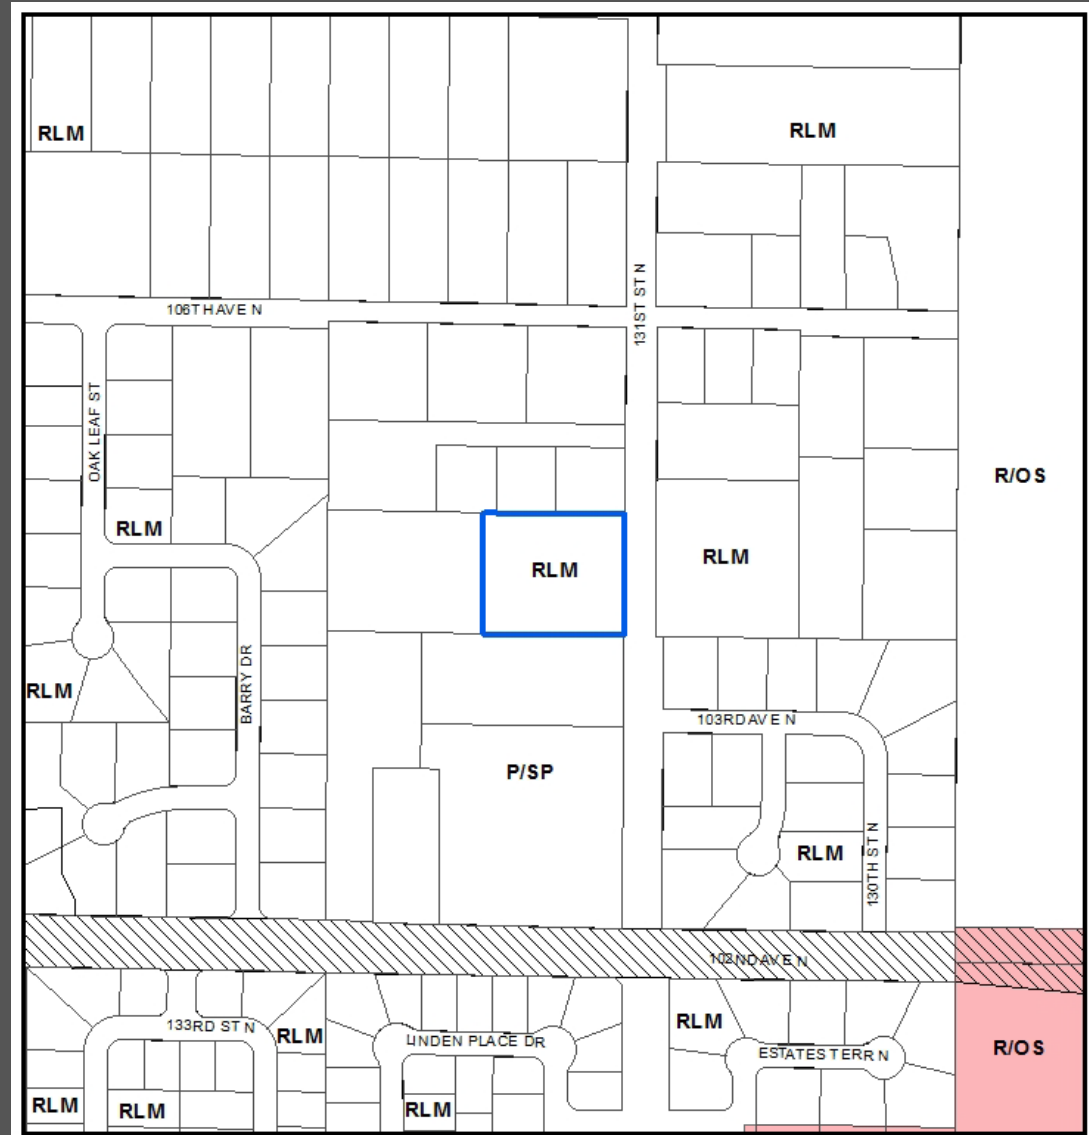 RLM
RLM
131ST ST N
106TH AVE N
OAK LEAF ST
R/OS
RLM
RLM
RLM
BARRY DR
RLM
103RD AVE N
P/SP
RLM
130TH ST N
102ND AVE N
133RD ST N
RLM
LINDEN PLACE DR
RLM
ESTATES TERR N
R/OS
RLM
RLM
RLM